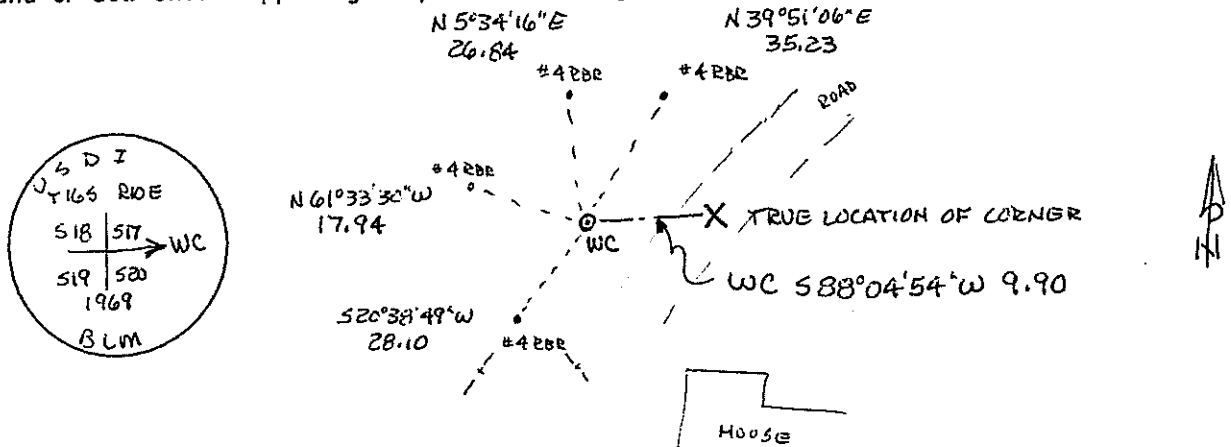 N 5°34'16" E
26.84
N 39°51'06" E
35.23
#4 RBR
#4 RBR
ROAD
U S D I
T16S R10E
#4 RBR
N 61°33'30" W
17.94
S18 S17
WC
S19 S20
1969
BLM
WC
X TRUE LOCATION OF CORNER
N
WC S88°04'54" W 9.90
S20°38'49" W
28.10
#4 RBR
HOUSE